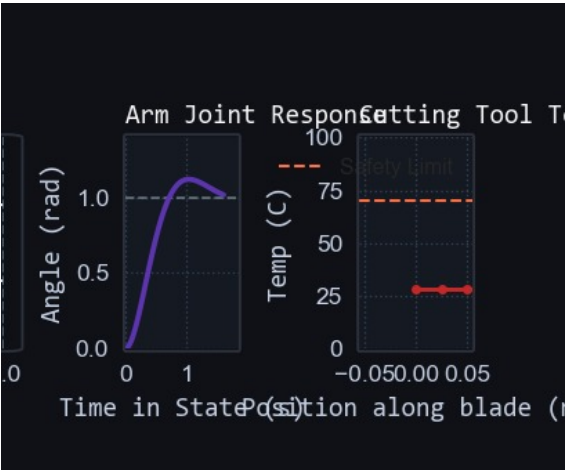 Arm Joint Response
Cutting Tool Te
100
Safety Limit
75
50
25
0
Temp (C)
1.0
0.5
0.0
Angle (rad)
.0
0
1
-0.05
0.00
0.05
Time in State (s)
Position along blade (